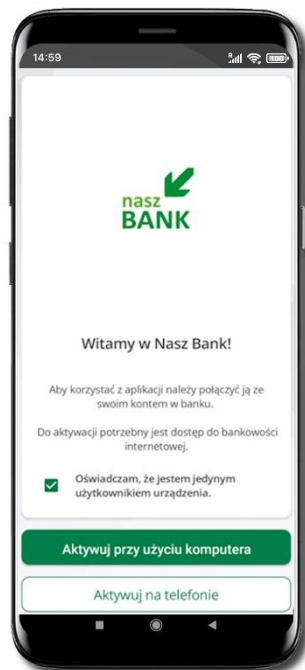 14:59
nasz
BANK
Witamy w Nasz Bank!
Aby korzystać z aplikacji należy połączyć ją ze
swoim kontem w banku.
Do aktywacji potrzebny jest dostęp do bankowości
internetowej.
Oświadczam, że jestem jedynym
użytkownikiem urządzenia.
Aktywuj przy użyciu komputera
Aktywuj na telefonie